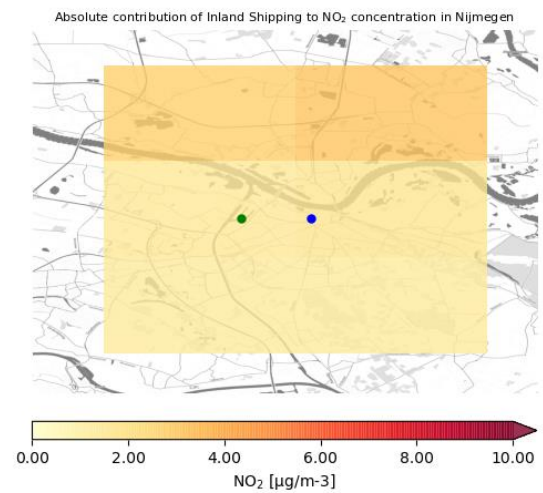 Absolute contribution of Inland Shipping to NO₂ concentration in Nijmegen
0.00 2.00 4.00 6.00 8.00 10.00
NO₂ [µg/m-3]